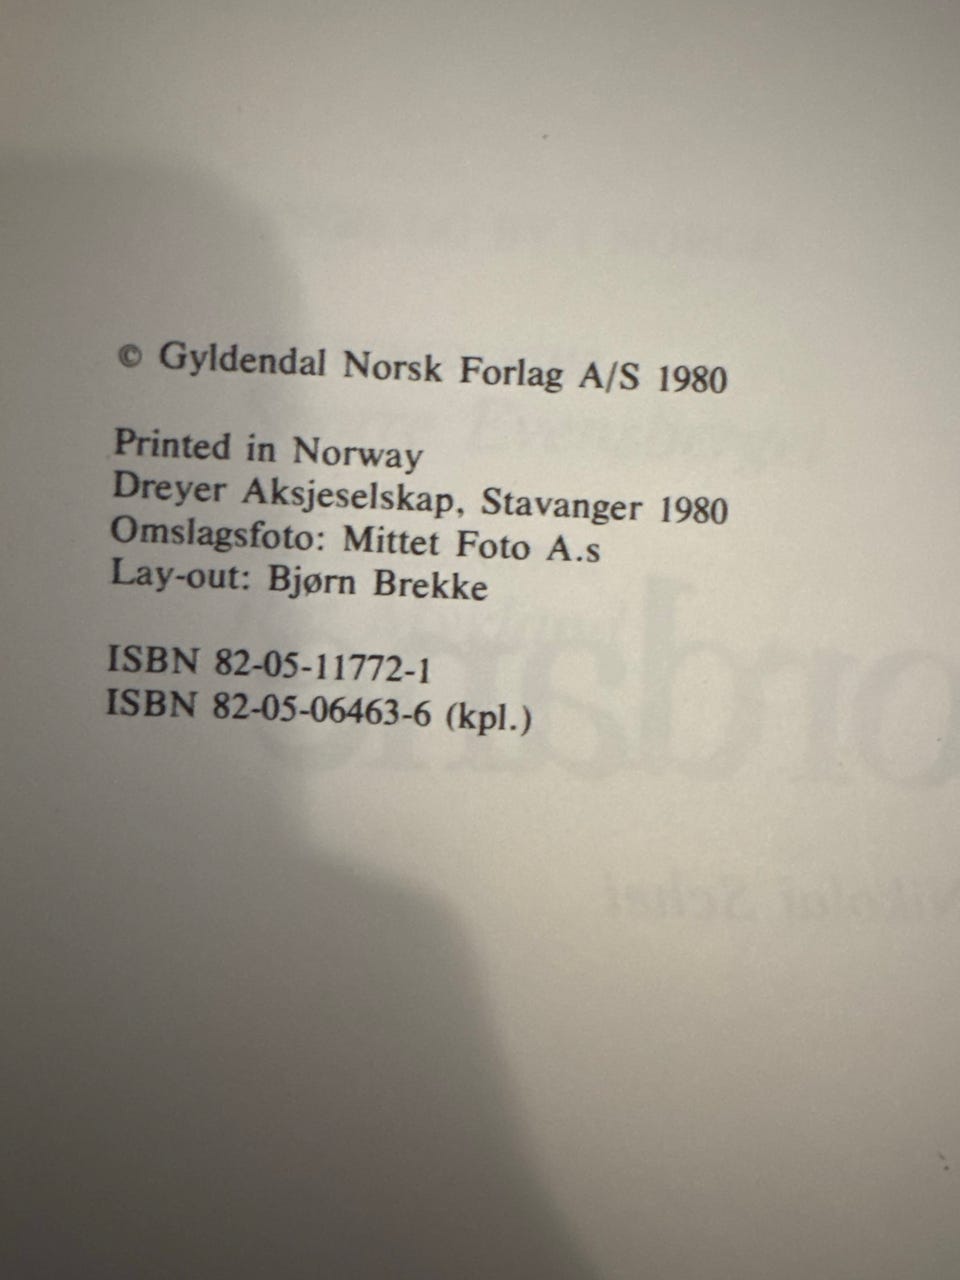 © Gyldendal Norsk Forlag A/S 1980
Printed in Norway
Dreyer Aksjeselskap, Stavanger 1980
Omslagsfoto: Mittet Foto A.s
Lay-out: Bjørn Brekke
ISBN 82-05-11772-1
ISBN 82-05-06463-6 (kpl.)